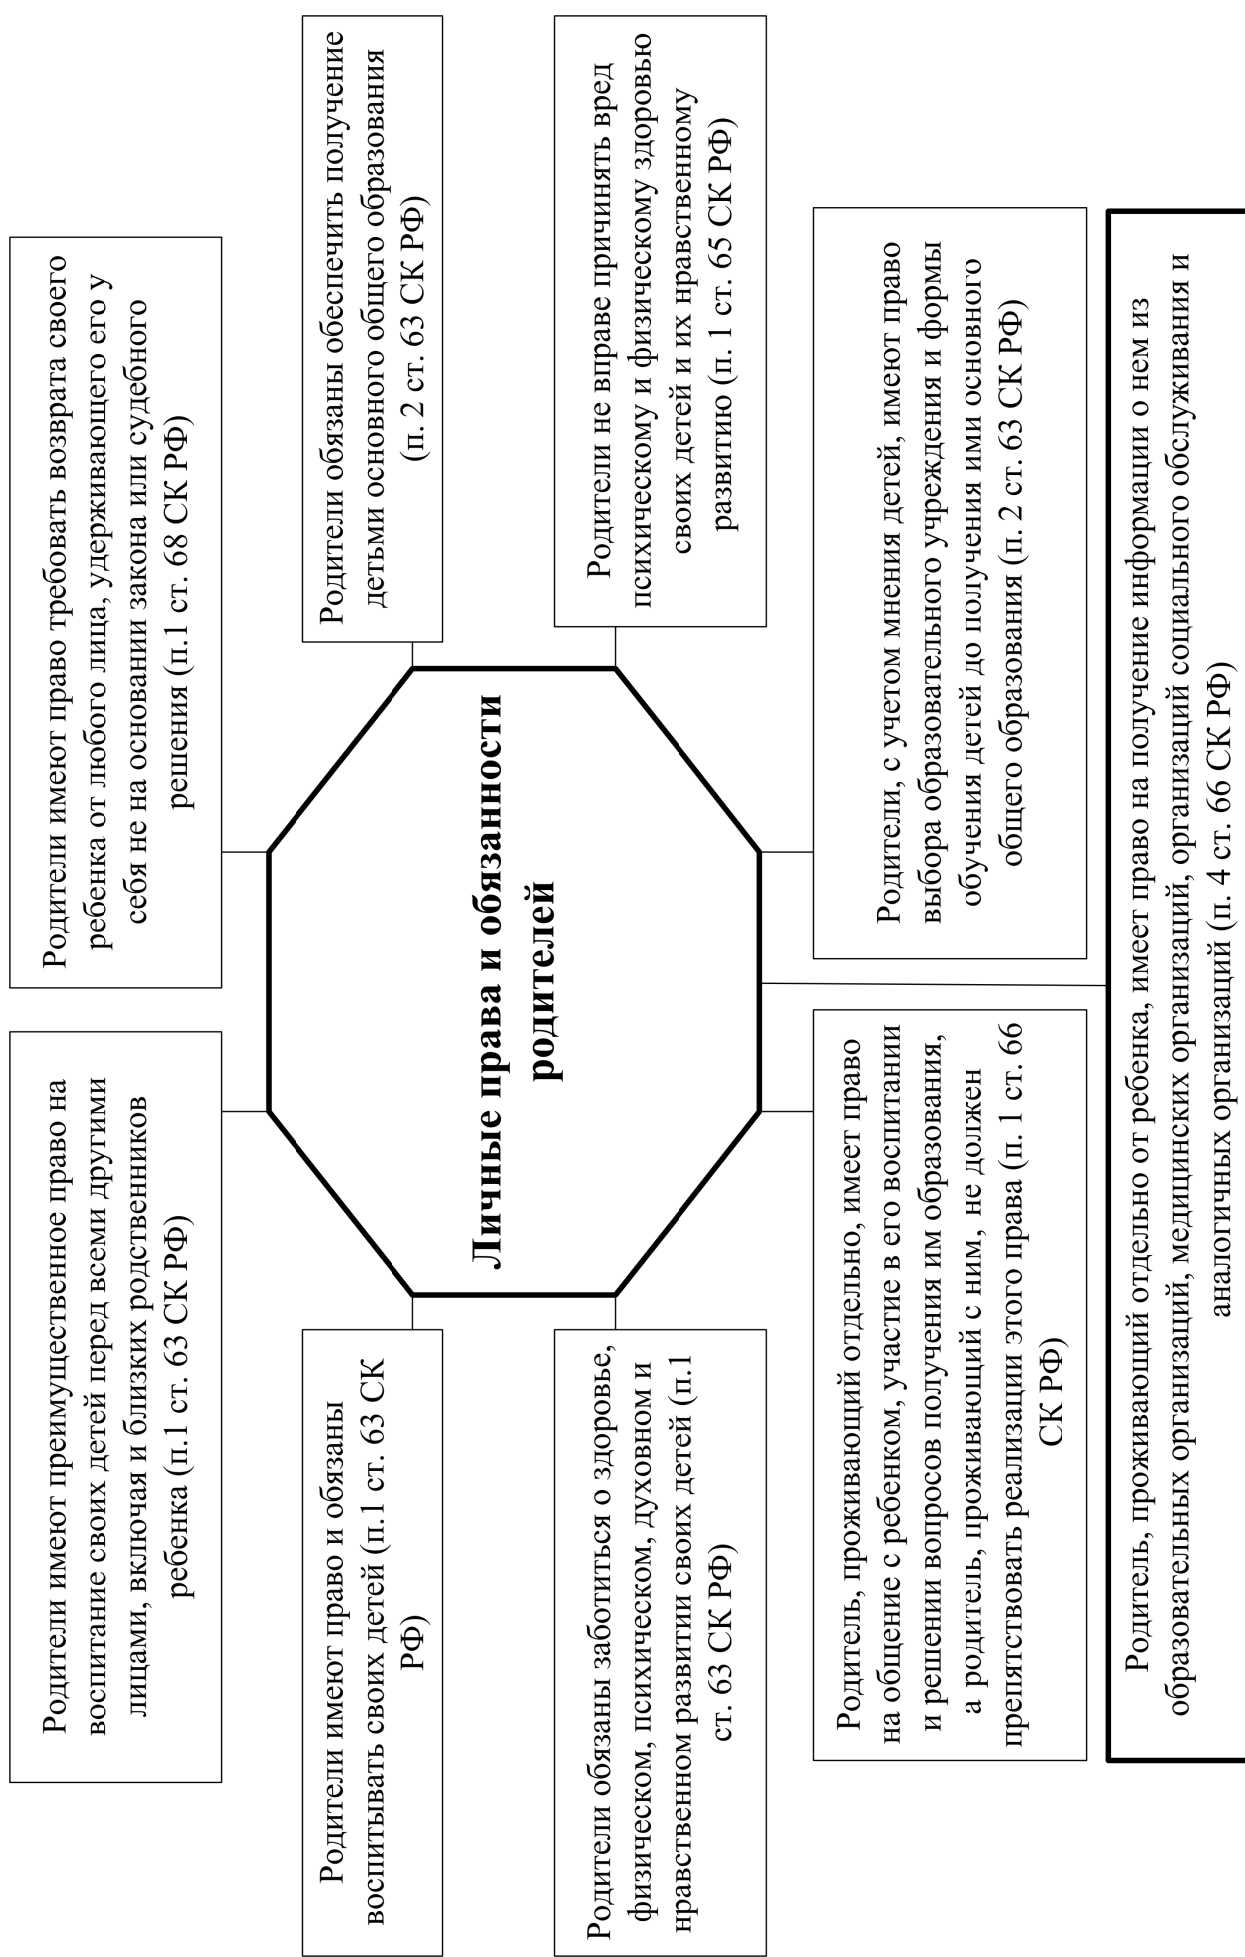 Родители имеют преимущественное право на
воспитание своих детей перед всеми другими
лицами, включая и близких родственников
ребенка (п.1 ст. 63 СК РФ)
Родители имеют право требовать возврата своего
ребенка от любого лица, удерживающего его у
себя не на основании закона или судебного
решения (п.1 ст. 68 СК РФ)
Родители имеют право и обязаны
воспитывать своих детей (п.1 ст. 63 СК
РФ)
Родители обязаны обеспечить получение
детьми основного общего образования
(п. 2 ст. 63 СК РФ)
Личные права и обязанности
родителей
Родители обязаны заботиться о здоровье,
физическом, психическом, духовном и
нравственном развитии своих детей (п.1
ст. 63 СК РФ)
Родители не вправе причинять вред
психическому и физическому здоровью
своих детей и их нравственному
развитию (п. 1 ст. 65 СК РФ)
Родитель, проживающий отдельно, имеет право
на общение с ребенком, участие в его воспитании
и решении вопросов получения им образования,
а родитель, проживающий с ним, не должен
препятствовать реализации этого права (п. 1 ст. 66
СК РФ)
Родители, с учетом мнения детей, имеют право
выбора образовательного учреждения и формы
обучения детей до получения ими основного
общего образования (п. 2 ст. 63 СК РФ)
Родитель, проживающий отдельно от ребенка, имеет право на получение информации о нем из
образовательных организаций, медицинских организаций, организаций социального обслуживания и
аналогичных организаций (п. 4 ст. 66 СК РФ)